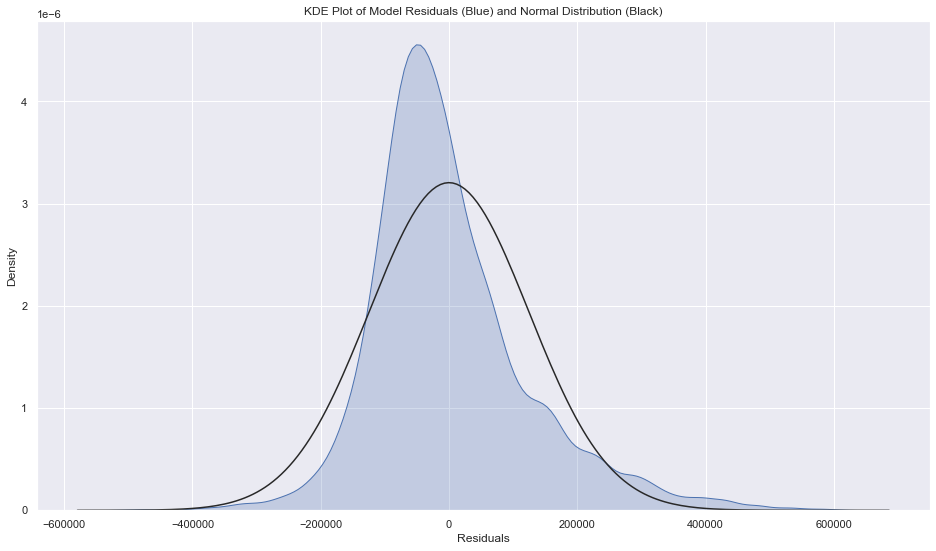 KDE Plot of Model Residuals (Blue) and Normal Distribution (Black)
1e−6
4
3
2
1
0
Density
−600000 −400000 −200000 0 200000 400000 600000
Residuals